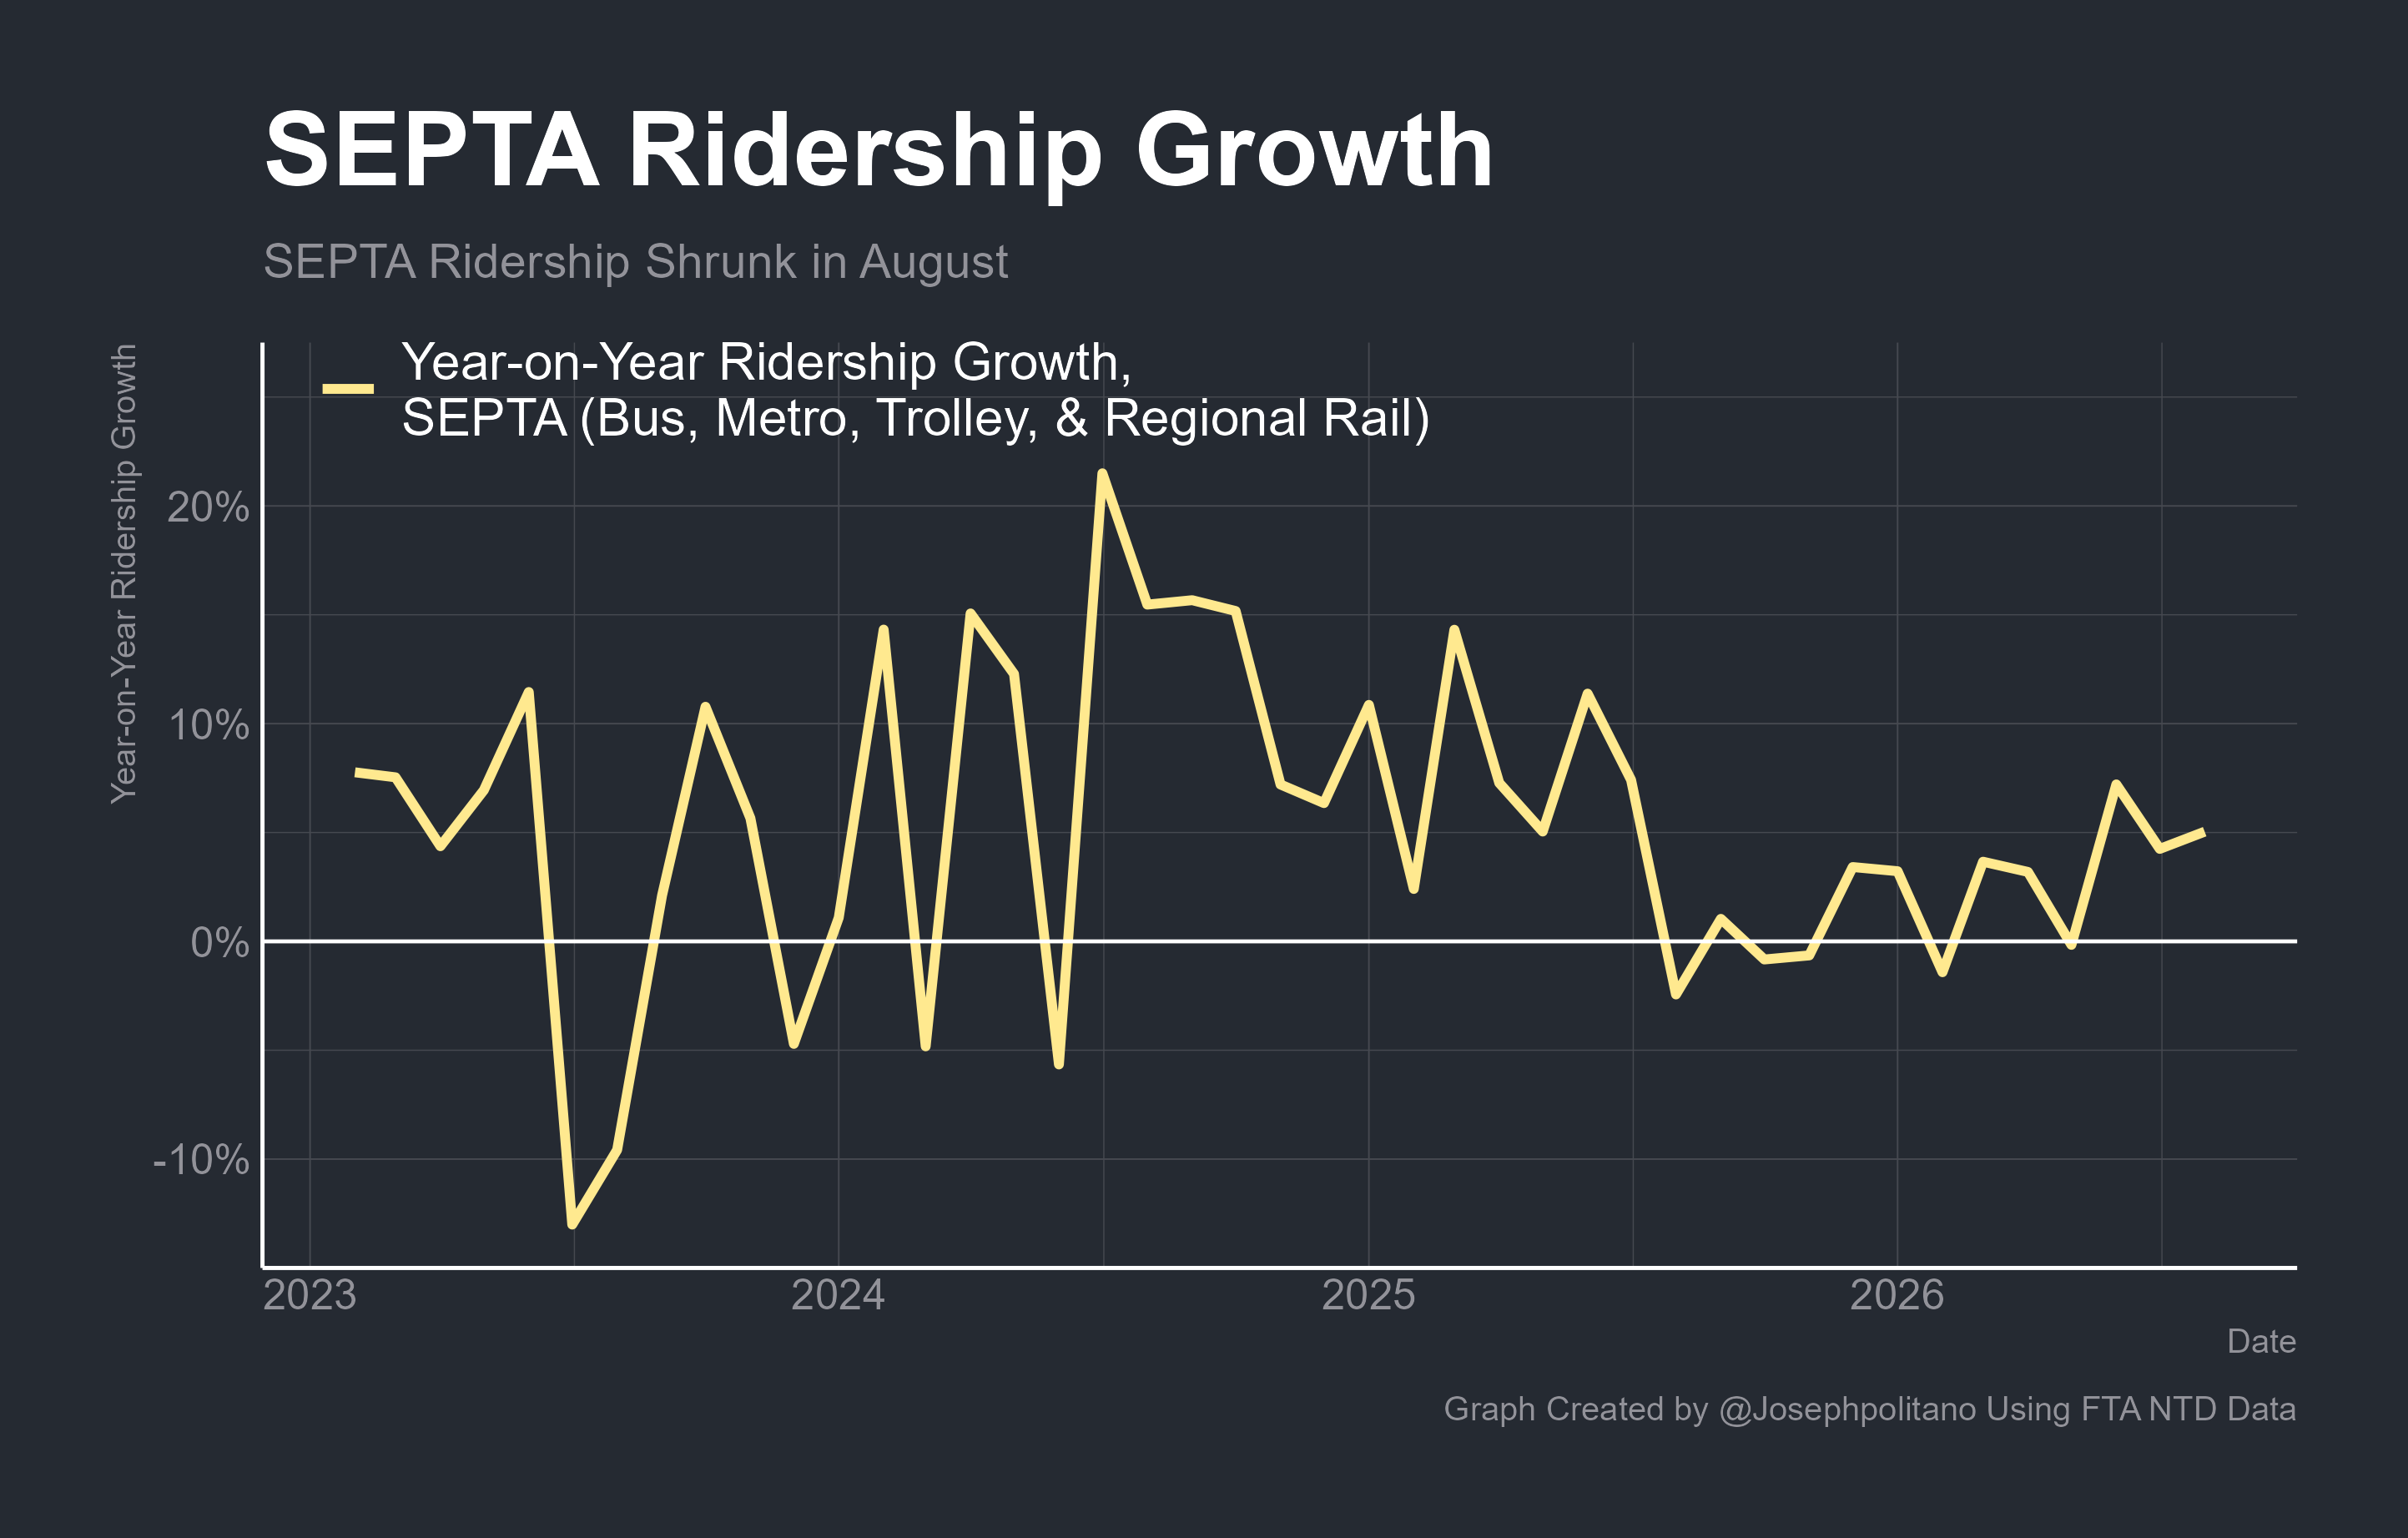 SEPTA Ridership Growth
SEPTA Ridership Shrunk in August
Year-on-Year Ridership Growth
Year-on-Year Ridership Growth,
SEPTA (Bus, Metro, Trolley, & Regional Rail)
20%
10%
0%
-10%
2023 2024 2025 2026
Date
Graph Created by @Josephpolitano Using FTA NTD Data